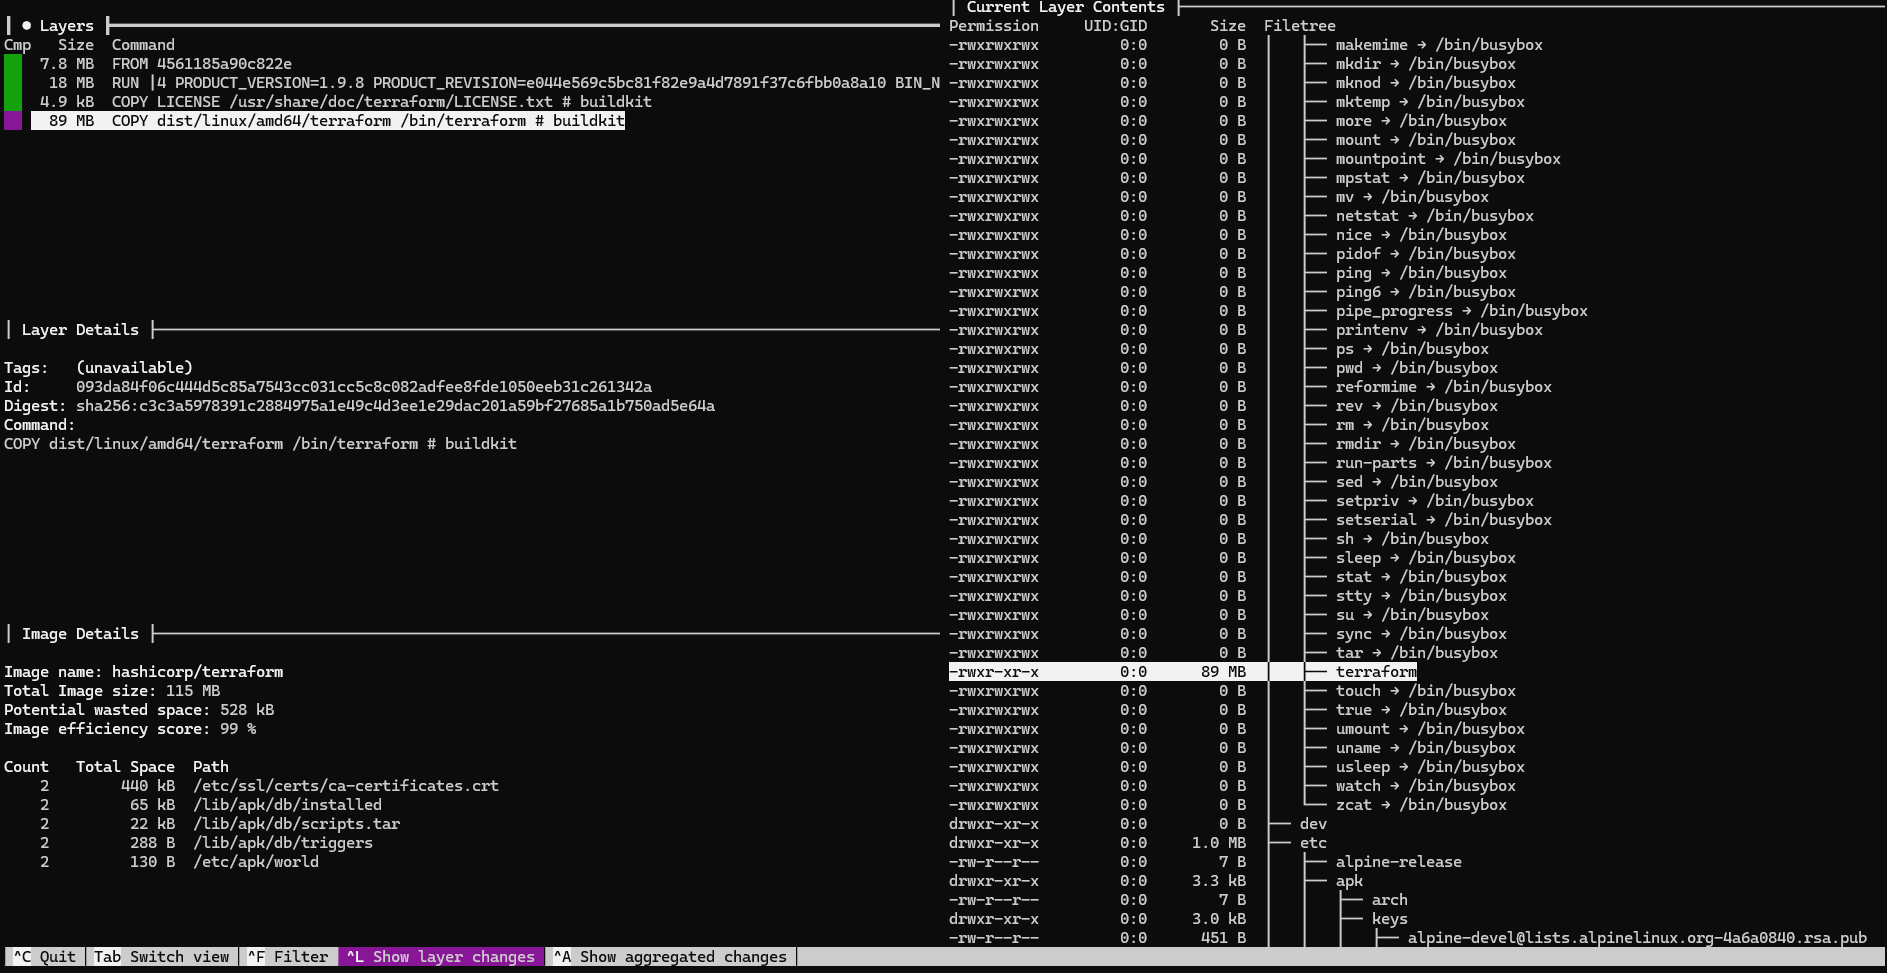 ● Layers
Cmp Size Command
7.8 MB FROM 4561185a90c822e
18 MB RUN |4 PRODUCT_VERSION=1.9.8 PRODUCT_REVISION=e044e569c5bc81f82e9a4d7891f37c6fbb0a8a10 BIN_N
4.9 kB COPY LICENSE /usr/share/doc/terraform/LICENSE.txt # buildkit
89 MB COPY dist/linux/amd64/terraform /bin/terraform # buildkit
Layer Details
Tags: (unavailable)
Id: 093da84f06c444d5c85a7543cc031cc5c8c082adfee8fde1050eeb31c261342a
Digest: sha256:c3c3a5978391c2884975a1e49c4d3ee1e29dac201a59bf27685a1b750ad5e64a
Command:
COPY dist/linux/amd64/terraform /bin/terraform # buildkit
Image Details
Image name: hashicorp/terraform
Total Image size: 115 MB
Potential wasted space: 528 kB
Image efficiency score: 99 %
Count Total Space Path
2 440 kB /etc/ssl/certs/ca-certificates.crt
2 65 kB /lib/apk/db/installed
2 22 kB /lib/apk/db/scripts.tar
2 288 B /lib/apk/db/triggers
2 130 B /etc/apk/world
Current Layer Contents
Permission UID:GID Size Filetree
-rwxrwxrwx 0:0 0 B ├── makemime → /bin/busybox
-rwxrwxrwx 0:0 0 B ├── mkdir → /bin/busybox
-rwxrwxrwx 0:0 0 B ├── mknod → /bin/busybox
-rwxrwxrwx 0:0 0 B ├── mktemp → /bin/busybox
-rwxrwxrwx 0:0 0 B ├── more → /bin/busybox
-rwxrwxrwx 0:0 0 B ├── mount → /bin/busybox
-rwxrwxrwx 0:0 0 B ├── mountpoint → /bin/busybox
-rwxrwxrwx 0:0 0 B ├── mpstat → /bin/busybox
-rwxrwxrwx 0:0 0 B ├── mv → /bin/busybox
-rwxrwxrwx 0:0 0 B ├── netstat → /bin/busybox
-rwxrwxrwx 0:0 0 B ├── nice → /bin/busybox
-rwxrwxrwx 0:0 0 B ├── pidof → /bin/busybox
-rwxrwxrwx 0:0 0 B ├── ping → /bin/busybox
-rwxrwxrwx 0:0 0 B ├── ping6 → /bin/busybox
-rwxrwxrwx 0:0 0 B ├── pipe_progress → /bin/busybox
-rwxrwxrwx 0:0 0 B ├── printenv → /bin/busybox
-rwxrwxrwx 0:0 0 B ├── ps → /bin/busybox
-rwxrwxrwx 0:0 0 B ├── pwd → /bin/busybox
-rwxrwxrwx 0:0 0 B ├── reformime → /bin/busybox
-rwxrwxrwx 0:0 0 B ├── rev → /bin/busybox
-rwxrwxrwx 0:0 0 B ├── rm → /bin/busybox
-rwxrwxrwx 0:0 0 B ├── rmdir → /bin/busybox
-rwxrwxrwx 0:0 0 B ├── run-parts → /bin/busybox
-rwxrwxrwx 0:0 0 B ├── sed → /bin/busybox
-rwxrwxrwx 0:0 0 B ├── setpriv → /bin/busybox
-rwxrwxrwx 0:0 0 B ├── setserial → /bin/busybox
-rwxrwxrwx 0:0 0 B ├── sh → /bin/busybox
-rwxrwxrwx 0:0 0 B ├── sleep → /bin/busybox
-rwxrwxrwx 0:0 0 B ├── stat → /bin/busybox
-rwxrwxrwx 0:0 0 B ├── stty → /bin/busybox
-rwxrwxrwx 0:0 0 B ├── su → /bin/busybox
-rwxrwxrwx 0:0 0 B ├── sync → /bin/busybox
-rwxrwxrwx 0:0 0 B ├── tar → /bin/busybox
-rwxr-xr-x 0:0 89 MB ├── terraform
-rwxrwxrwx 0:0 0 B ├── touch → /bin/busybox
-rwxrwxrwx 0:0 0 B ├── true → /bin/busybox
-rwxrwxrwx 0:0 0 B ├── umount → /bin/busybox
-rwxrwxrwx 0:0 0 B ├── uname → /bin/busybox
-rwxrwxrwx 0:0 0 B ├── usleep → /bin/busybox
-rwxrwxrwx 0:0 0 B ├── watch → /bin/busybox
-rwxrwxrwx 0:0 0 B └── zcat → /bin/busybox
drwxr-xr-x 0:0 0 B ├── dev
drwxr-xr-x 0:0 1.0 MB ├── etc
-rw-r--r-- 0:0 7 B ├── alpine-release
drwxr-xr-x 0:0 3.3 kB ├── apk
-rw-r--r-- 0:0 7 B ├── arch
drwxr-xr-x 0:0 3.0 kB ├── keys
-rw-r--r-- 0:0 451 B ├── alpine-devel@lists.alpinelinux.org-4a6a0840.rsa.pub
^C Quit | Tab Switch view | ^F Filter ^L Show layer changes ^A Show aggregated changes